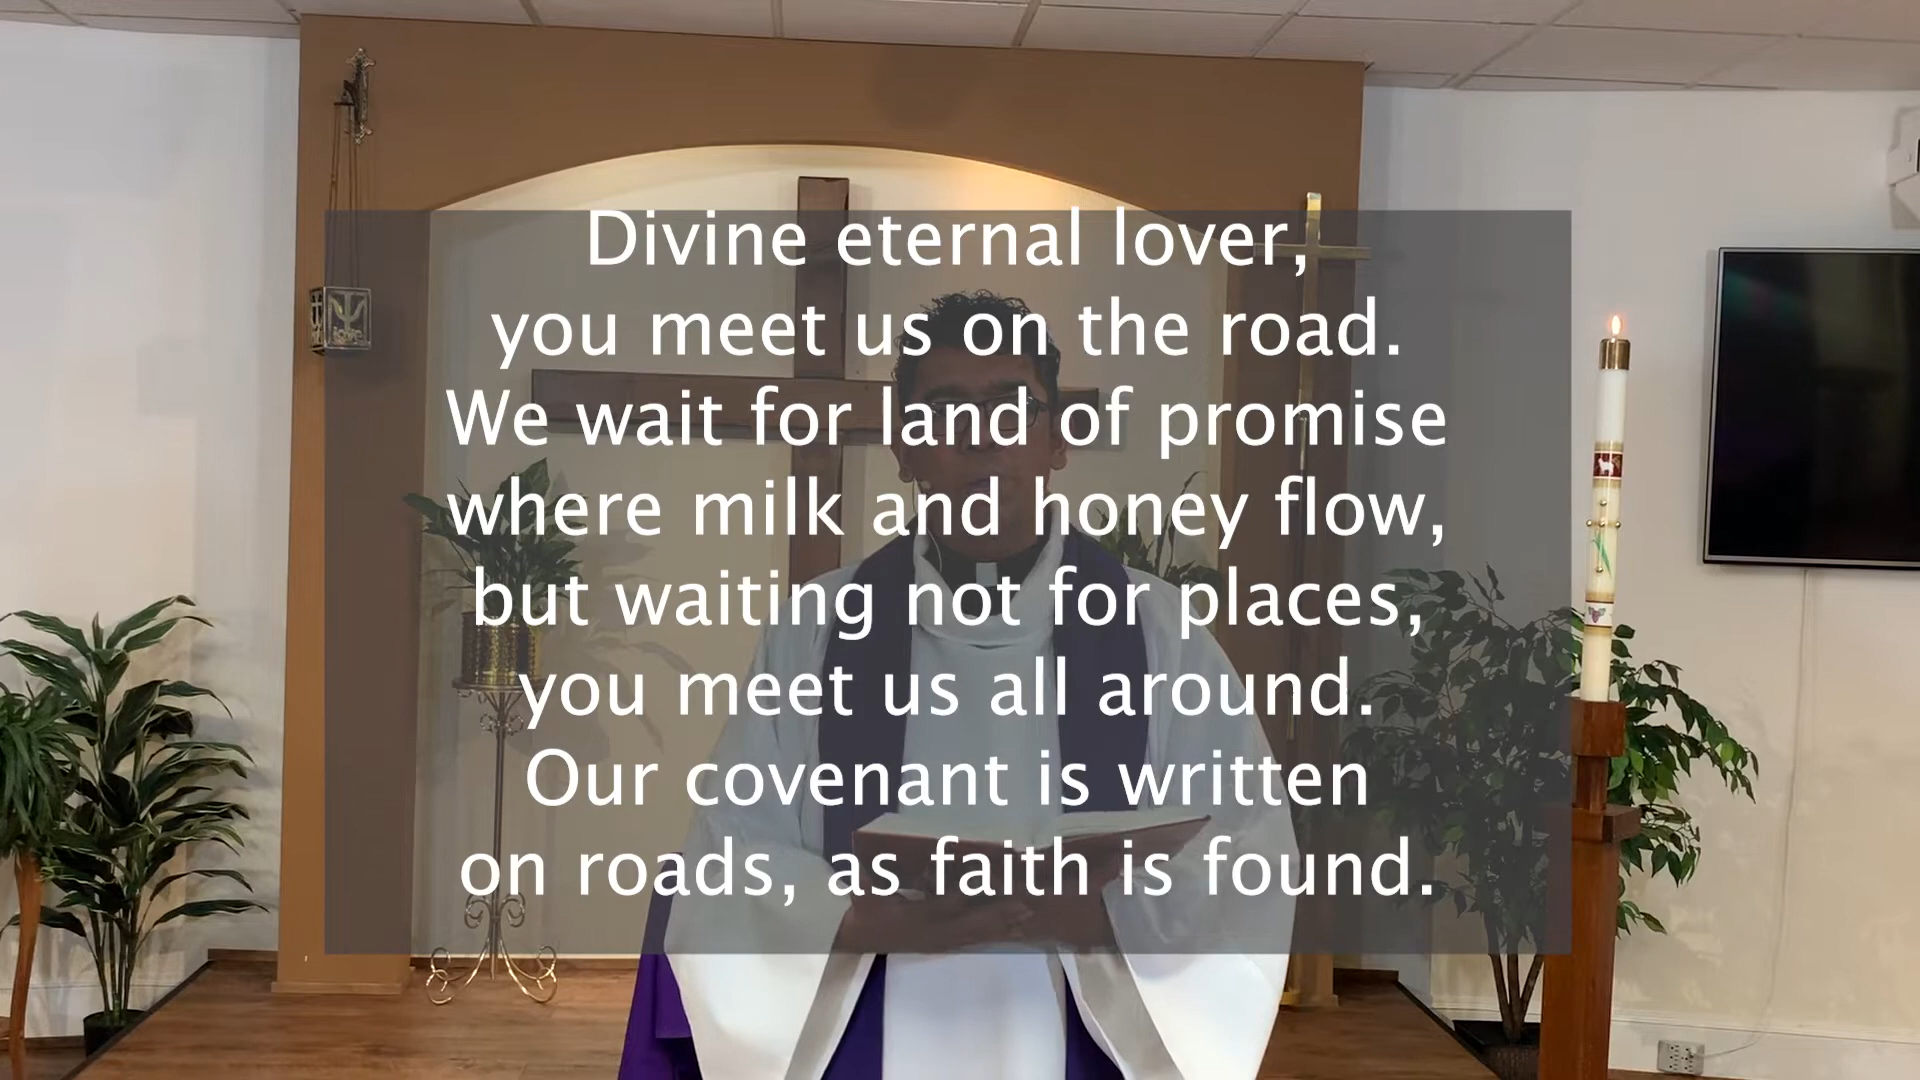 Divine eternal lover,
you meet us on the road.
We wait for land of promise
where milk and honey flow,
but waiting not for places,
you meet us all around.
Our covenant is written
on roads, as faith is found.